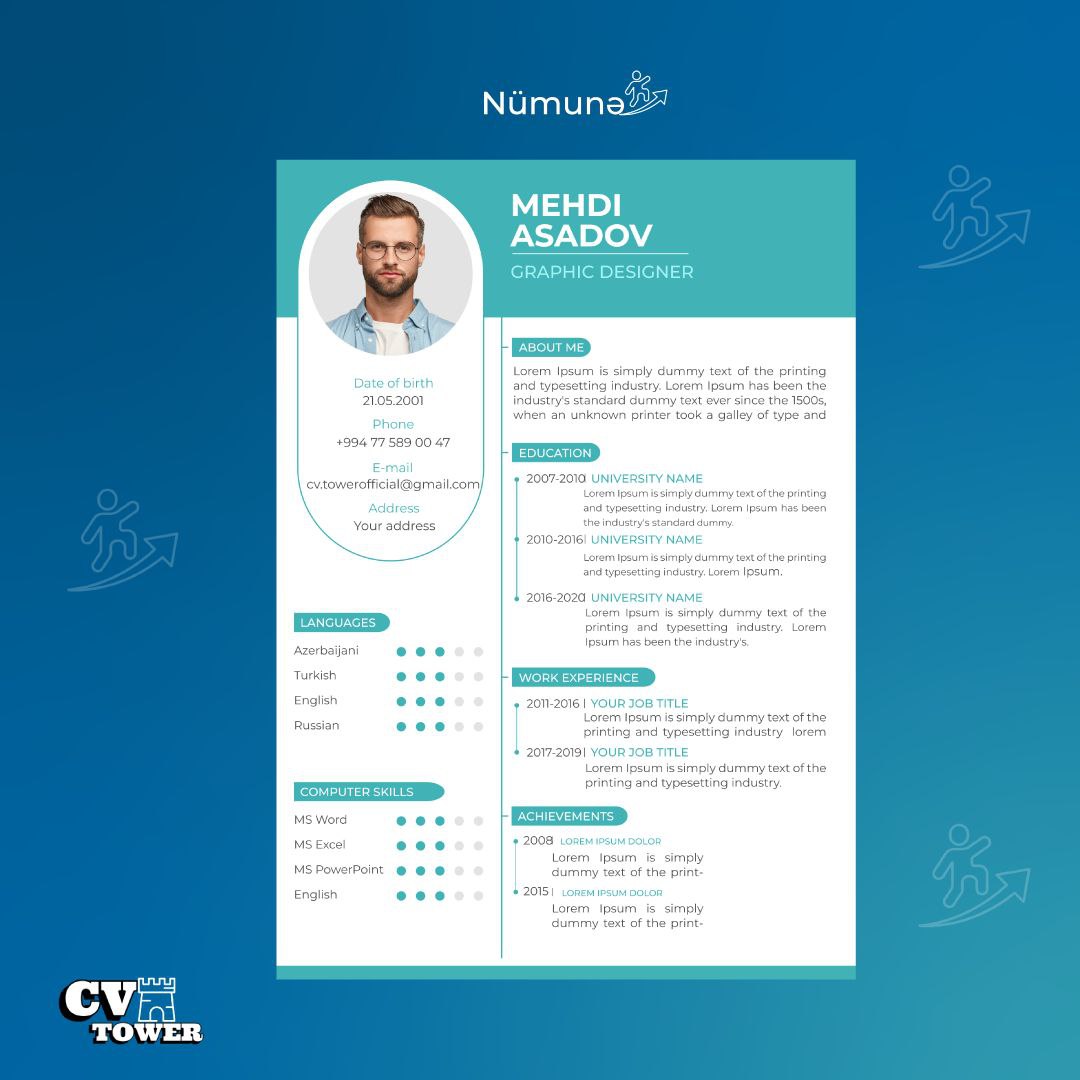 Nümunə
MEHDI
ASADOV
GRAPHIC DESIGNER
Date of birth
21.05.2001
Phone
+994 77 589 00 47
E-mail
cv.towerofficial@gmail.com
Address
Your address
LANGUAGES
Azerbaijani
Turkish
English
Russian
COMPUTER SKILLS
MS Word
MS Excel
MS PowerPoint
English
ABOUT ME
Lorem Ipsum is simply dummy text of the printing
and typesetting industry. Lorem Ipsum has been the
industry's standard dummy text ever since the 1500s,
when an unknown printer took a galley of type and
EDUCATION
2007-2010| UNIVERSITY NAME
Lorem Ipsum is simply dummy text of the printing
and typesetting industry. Lorem Ipsum has been
the industry's standard dummy.
2010-2016| UNIVERSITY NAME
Lorem Ipsum is simply dummy text of the printing
and typesetting industry. Lorem Ipsum.
2016-2020| UNIVERSITY NAME
Lorem Ipsum is simply dummy text of the
printing and typesetting industry. Lorem
Ipsum has been the industry's.
WORK EXPERIENCE
2011-2016 | YOUR JOB TITLE
Lorem Ipsum is simply dummy text of the
printing and typesetting industry lorem
2017-2019| YOUR JOB TITLE
Lorem Ipsum is simply dummy text of the
printing and typesetting industry.
ACHIEVEMENTS
2008| LOREM IPSUM DOLOR
Lorem Ipsum is simply
dummy text of the print-
2015 | LOREM IPSUM DOLOR
Lorem Ipsum is simply
dummy text of the print-
CV
TOWER